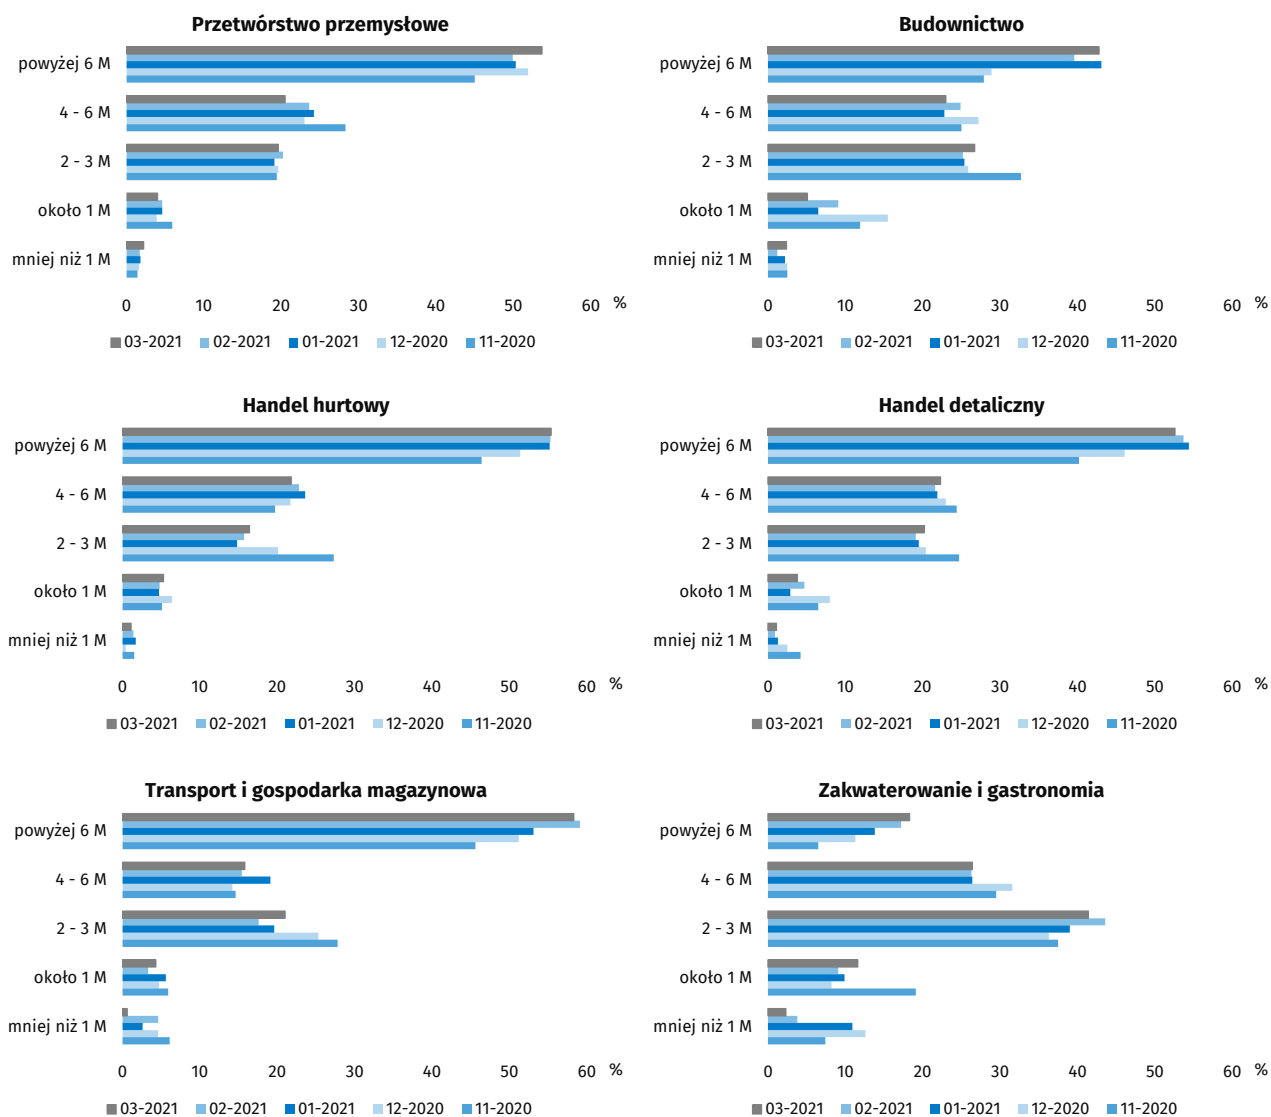 Przetwórstwo przemysłowe
powyżej 6 M
4 - 6 M
2 - 3 M
około 1 M
mniej niż 1 M
0 10 20 30 40 50 60 %
03-2021 02-2021 01-2021 12-2020 11-2020
Budownictwo
powyżej 6 M
4 - 6 M
2 - 3 M
około 1 M
mniej niż 1 M
0 10 20 30 40 50 60 %
03-2021 02-2021 01-2021 12-2020 11-2020
Handel hurtowy
powyżej 6 M
4 - 6 M
2 - 3 M
około 1 M
mniej niż 1 M
0 10 20 30 40 50 60 %
03-2021 02-2021 01-2021 12-2020 11-2020
Handel detaliczny
powyżej 6 M
4 - 6 M
2 - 3 M
około 1 M
mniej niż 1 M
0 10 20 30 40 50 60 %
03-2021 02-2021 01-2021 12-2020 11-2020
Transport i gospodarka magazynowa
powyżej 6 M
4 - 6 M
2 - 3 M
około 1 M
mniej niż 1 M
0 10 20 30 40 50 60 %
03-2021 02-2021 01-2021 12-2020 11-2020
Zakwaterowanie i gastronomia
powyżej 6 M
4 - 6 M
2 - 3 M
około 1 M
mniej niż 1 M
0 10 20 30 40 50 60 %
03-2021 02-2021 01-2021 12-2020 11-2020